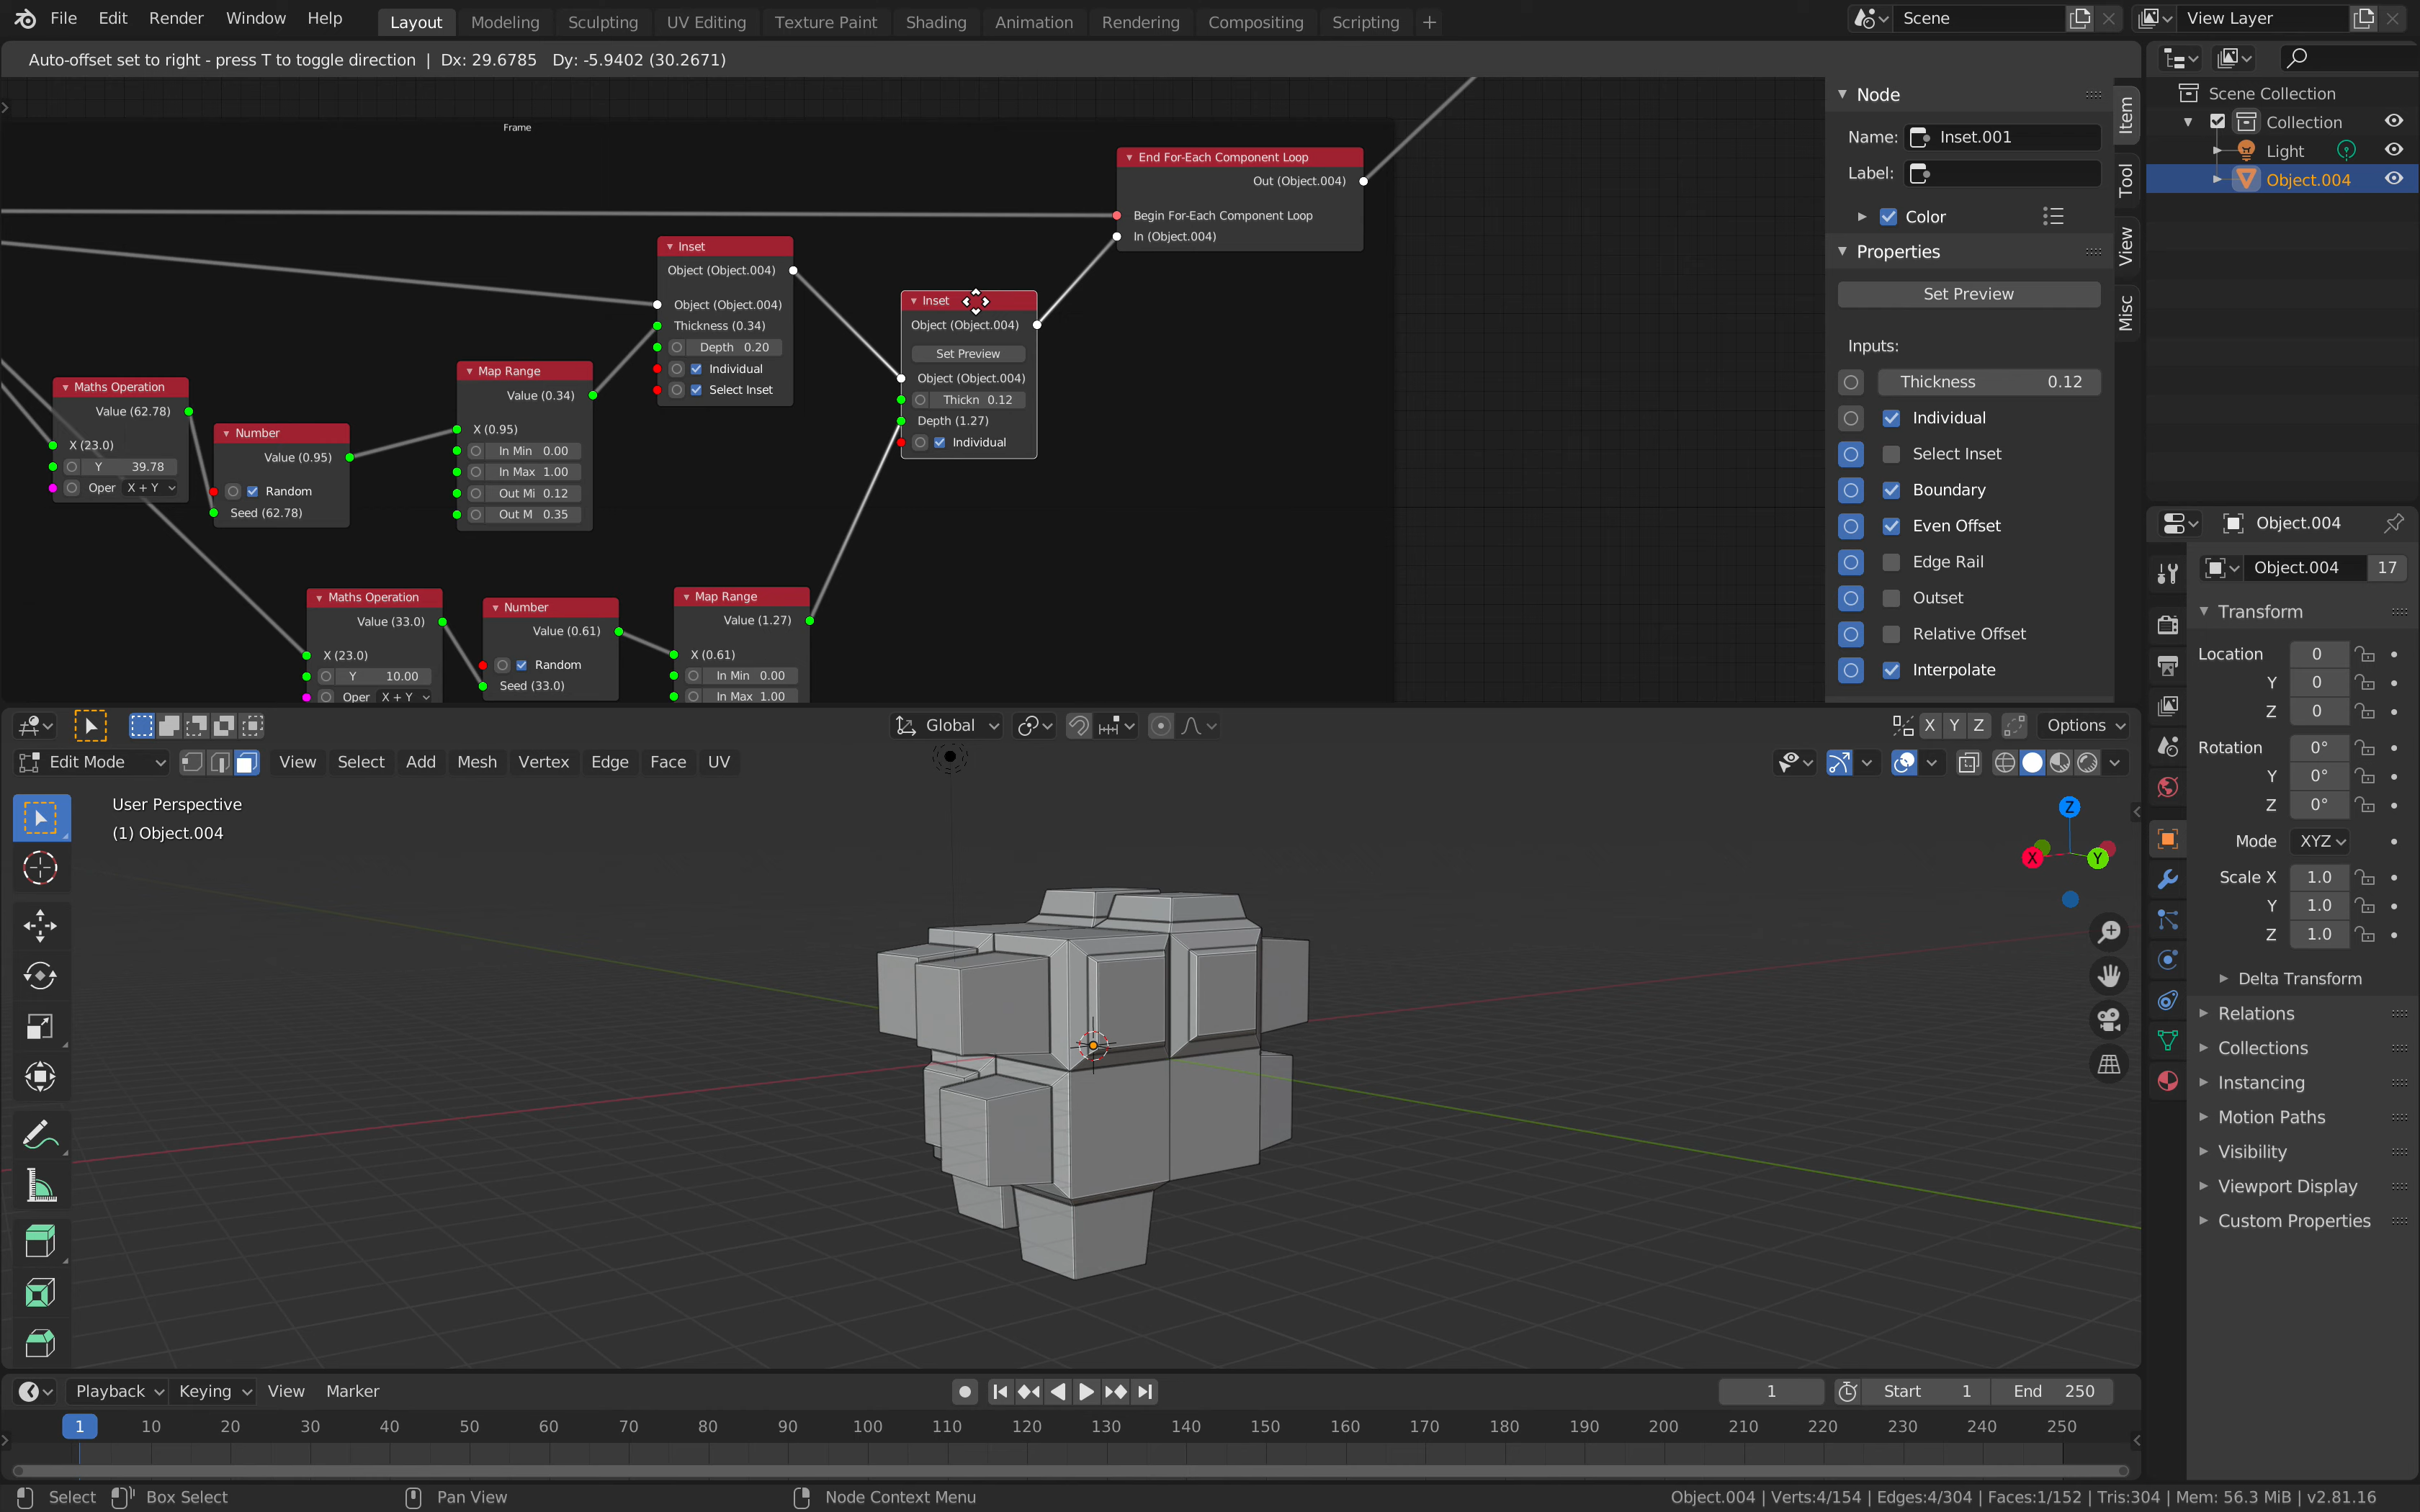 File Edit Render Window Help Layout Modeling Sculpting UV Editing Texture Paint Shading Animation Rendering Compositing Scripting + Scene View Layer
Auto-offset set to right - press T to toggle direction | Dx: 29.6785 Dy: -5.9402 (30.2671)
Frame
End For-Each Component Loop
Out (Object.004)
Begin For-Each Component Loop
In (Object.004)
Inset
Object (Object.004)
Object (Object.004)
Thickness (0.34)
Depth 0.20
Individual
Select Inset
Inset
Object (Object.004)
Set Preview
Object (Object.004)
Thickn 0.12
Depth (1.27)
Individual
Maths Operation
Value (62.78)
X (23.0)
Y 39.78
Oper X + Y
Number
Value (0.95)
Random
Seed (62.78)
Map Range
Value (0.34)
X (0.95)
In Min 0.00
In Max 1.00
Out Mi 0.12
Out M 0.35
Maths Operation
Value (33.0)
X (23.0)
Y 10.00
Oper X + Y
Number
Value (0.61)
Random
Seed (33.0)
Map Range
Value (1.27)
X (0.61)
In Min 0.00
In Max 1.00
Node
Name: Inset.001
Label:
Color
Properties
Set Preview
Inputs:
Thickness 0.12
Individual
Select Inset
Boundary
Even Offset
Edge Rail
Outset
Relative Offset
Interpolate
Item
Tool
View
Misc
Scene Collection
Collection
Light
Object.004
Object.004
Object.004 17
Transform
Location 0
Y 0
Z 0
Rotation 0°
Y 0°
Z 0°
Mode XYZ
Scale X 1.0
Y 1.0
Z 1.0
Delta Transform
Relations
Collections
Instancing
Motion Paths
Visibility
Viewport Display
Custom Properties
Global X Y Z Options
Edit Mode View Select Add Mesh Vertex Edge Face UV
User Perspective
(1) Object.004
Z
X Y
Playback Keying View Marker 1 Start 1 End 250
1 10 20 30 40 50 60 70 80 90 100 110 120 130 140 150 160 170 180 190 200 210 220 230 240 250
Select Box Select Pan View Node Context Menu Object.004 | Verts:4/154 | Edges:4/304 | Faces:1/152 | Tris:304 | Mem: 56.3 MiB | v2.81.16